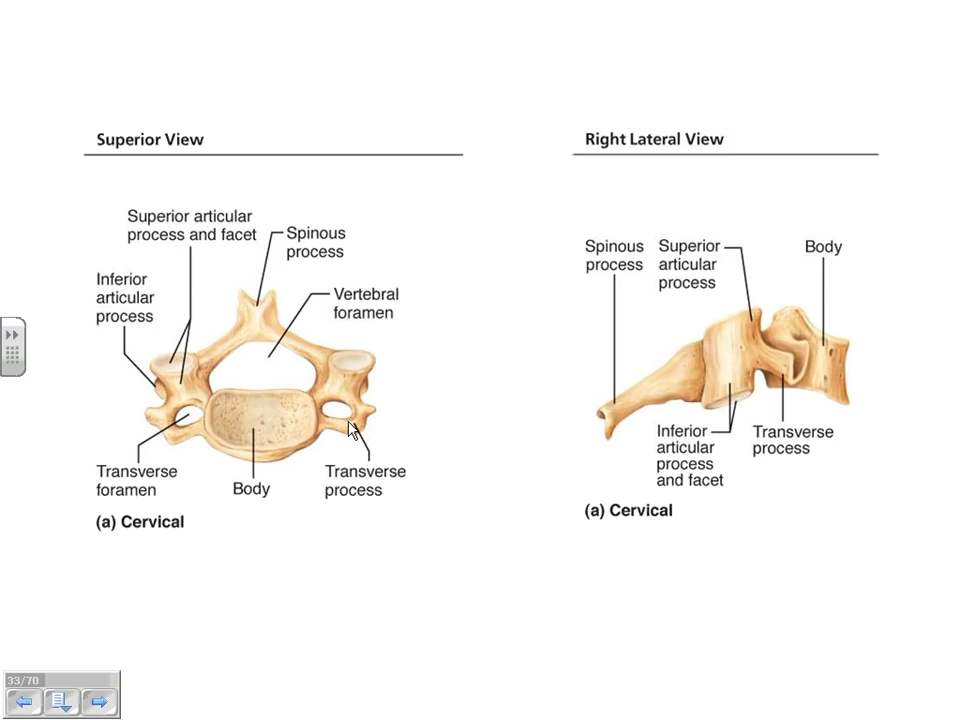 Superior View
Superior articular
process and facet
Spinous
process
Inferior
articular
process
Vertebral
foramen
Transverse
foramen
Body
Transverse
process
(a) Cervical
Right Lateral View
Spinous
process
Superior
articular
process
Body
Inferior
articular
process
and facet
Transverse
process
(a) Cervical
33/70